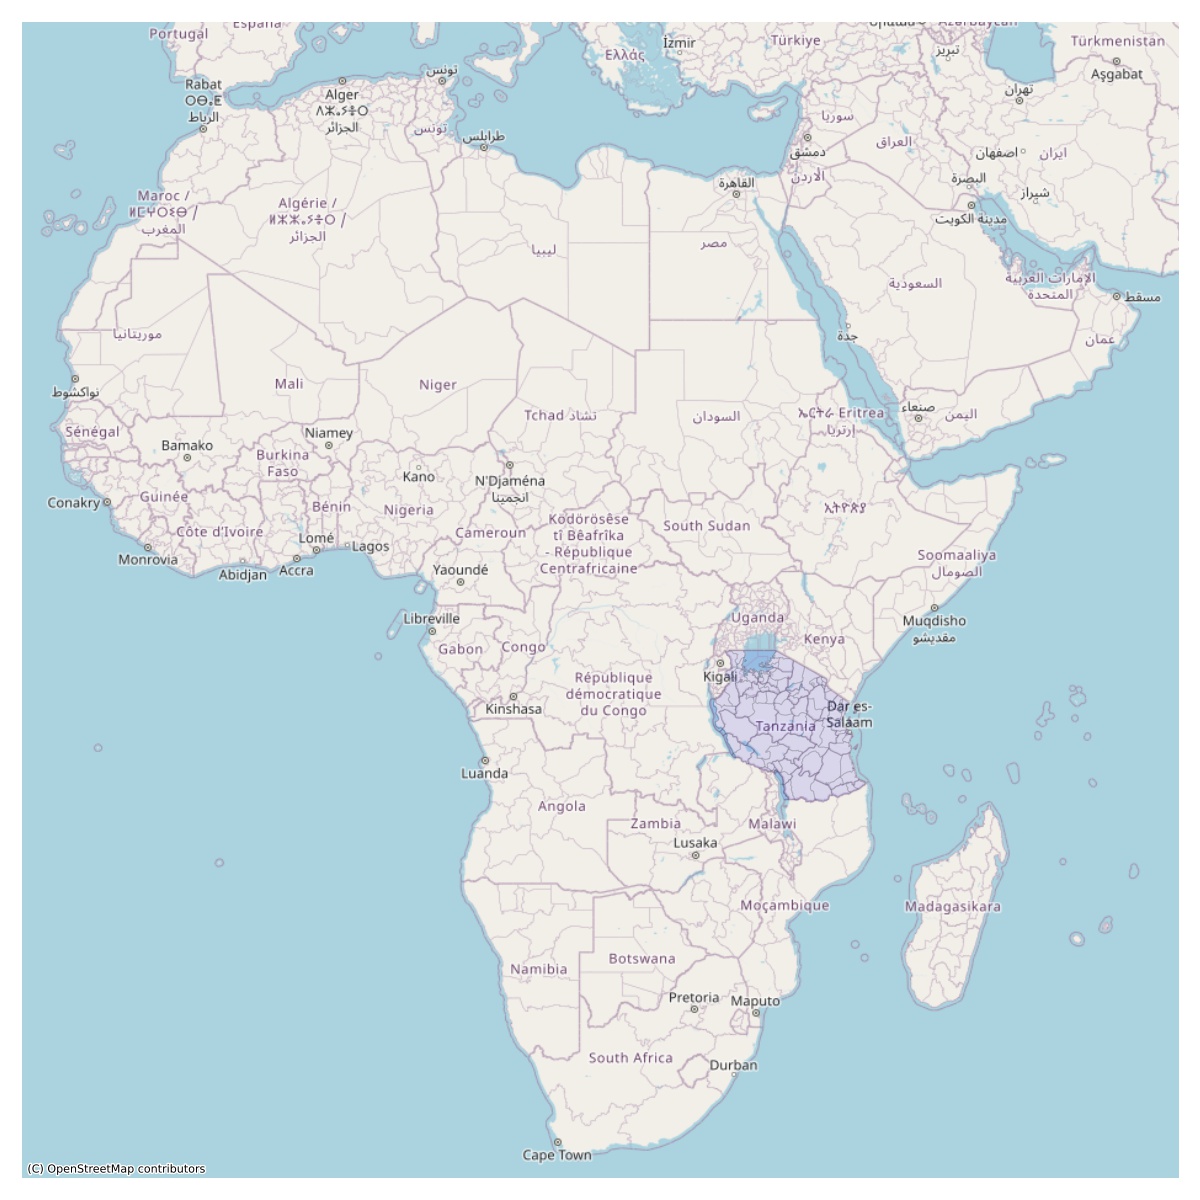 Portugal
España
Ελλάς
İzmir
Türkiye
Azərbaycan
تبریز
Türkmenistan
Aşgabat
تونس
Rabat
ⵔⴱⴰⵟ
الرباط
Alger
الجزائر
تونس
طرابلس
سوريا
دمشق
العراق
تهران
اصفهان
ایران
البصرة
شیراز
الأردن
القاهرة
مدينة الكويت
Maroc /
المغرب
Algérie /
الجزائر
ليبيا
مصر
السعودية
الإمارات العربية
المتحدة
مسقط
عمان
جدة
موريتانيا
نواكشوط
Mali
Niger
Tchad تشاد
السودان
ኤርትራ Eritrea
إرتريا
صنعاء
اليمن
Sénégal
Bamako
Niamey
Burkina
Faso
Kano
N'Djaména
انجمينا
Conakry
Guinée
Bénin
Nigeria
Côte d'Ivoire
Cameroun
Ködörösêse
tî Bêafrîka
- République
Centrafricaine
South Sudan
ኢትዮጵያ
Soomaaliya
الصومال
Monrovia
Abidjan
Accra
Lomé
Lagos
Yaoundé
Libreville
Uganda
Muqdisho
مقديشو
Gabon
Congo
Kenya
Kigali
République
démocratique
du Congo
Kinshasa
Dar es-
Salaam
Tanzania
Luanda
Angola
Zambia
Malawi
Lusaka
Moçambique
Madagasikara
Namibia
Botswana
Pretoria
Maputo
South Africa
Durban
Cape Town
(C) OpenStreetMap contributors